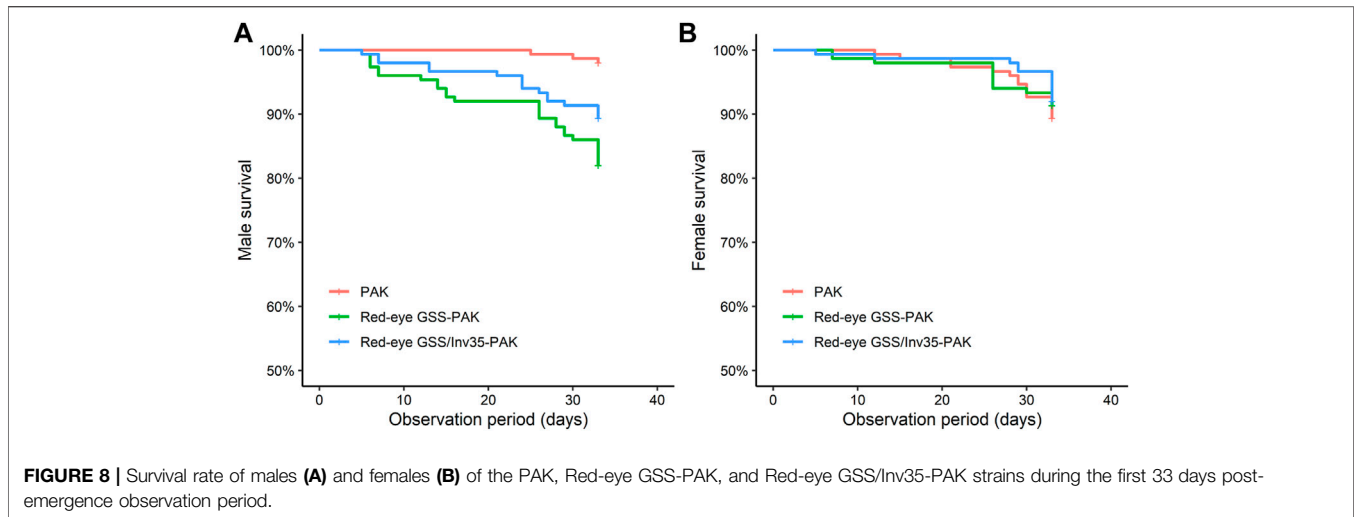 A
100%
90%
80%
70%
60%
50%
Male survival
PAK
Red-eye GSS-PAK
Red-eye GSS/Inv35-PAK
0 10 20 30 40
Observation period (days)
B
100%
90%
80%
70%
60%
50%
Female survival
PAK
Red-eye GSS-PAK
Red-eye GSS/Inv35-PAK
0 10 20 30 40
Observation period (days)
FIGURE 8 | Survival rate of males (A) and females (B) of the PAK, Red-eye GSS-PAK, and Red-eye GSS/Inv35-PAK strains during the first 33 days post-
emergence observation period.